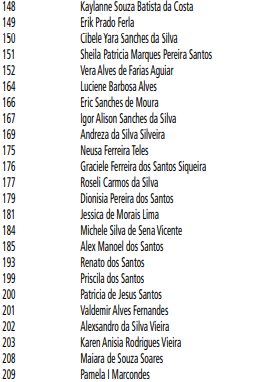 148 Kaylanne Souza Batista da Costa
149 Erik Prado Ferla
150 Cibele Yara Sanches da Silva
151 Sheila Patricia Marques Pereira Santos
152 Vera Alves de Farias Aguiar
164 Luciene Barbosa Alves
166 Eric Sanches de Moura
167 Igor Alison Sanches da Silva
169 Andreza da Silva Silveira
175 Neusa Ferreira Teles
176 Graciele Ferreira dos Santos Siqueira
177 Roseli Carmos da Silva
179 Dionisia Pereira dos Santos
181 Jessica de Morais Lima
184 Michele Silva de Sena Vicente
185 Alex Manoel dos Santos
193 Renato dos Santos
199 Priscila dos Santos
200 Patricia de Jesus Santos
201 Valdemir Alves Fernandes
202 Alexsandro da Silva Vieira
203 Karen Anisia Rodrigues Vieira
208 Maiara de Souza Soares
209 Pamela I Marcondes